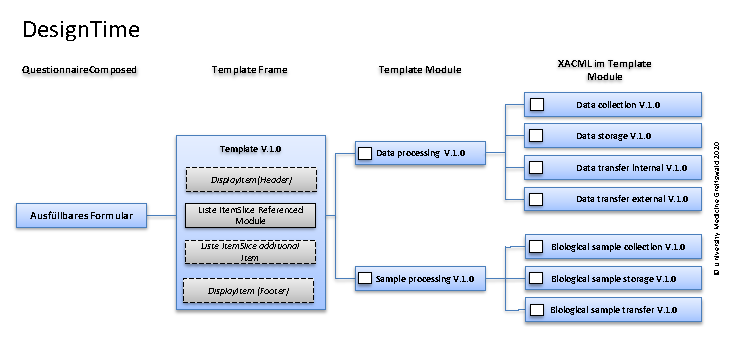 DesignTime
QuestionnaireComposed
Template Frame
Template Module
XACML im Template
Module
Ausfüllbares Formular
Template V.1.0
DisplayItem(Header)
Liste ItemSlice Referenced
Module
Liste ItemSlice additional
Item
DisplayItem (Footer)
Data processing V.1.0
Sample processing V.1.0
Data collection V.1.0
Data storage V.1.0
Data transfer internal V.1.0
Data transfer external V.1.0
Biological sample collection V.1.0
Biological sample storage V.1.0
Biological sample transfer V.1.0
© University Medicine Greifswald 2020